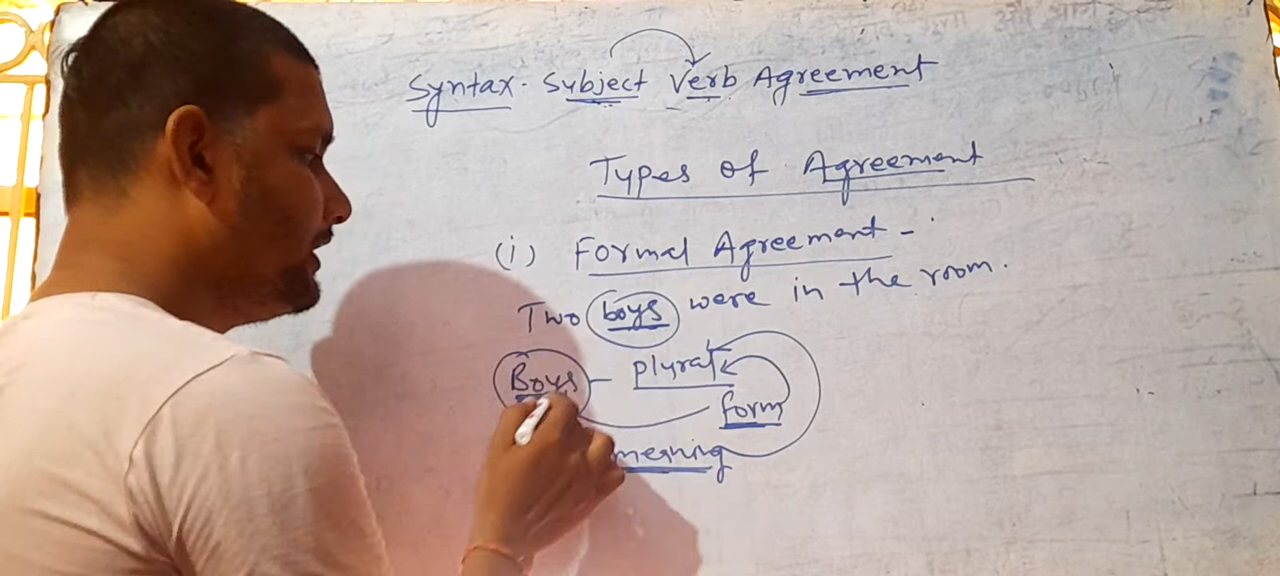 Syntax. Subject Verb Agreement
Types of Agreement
(i) Formal Agreement -
Two boys were in the room.
Boys - plural
form
meaning